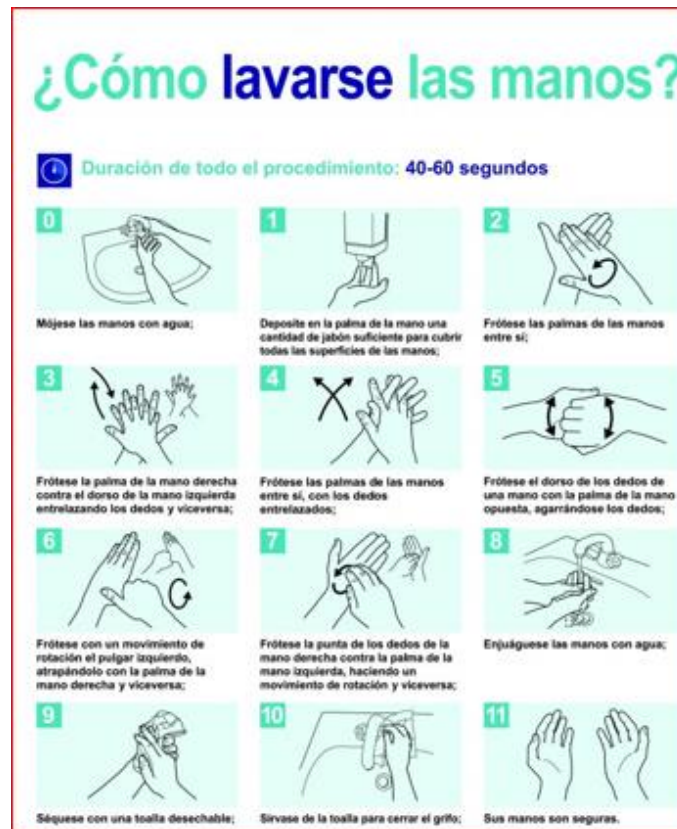 ¿Cómo lavarse las manos?
Duración de todo el procedimiento: 40-60 segundos
0
Mójese las manos con agua;
1
Deposite en la palma de la mano una
cantidad de jabón suficiente para cubrir
todas las superficies de las manos;
2
Frótese las palmas de las manos
entre sí;
3
Frótese la palma de la mano derecha
contra el dorso de la mano izquierda
entrelazando los dedos y viceversa;
4
Frótese las palmas de las manos
entre sí, con los dedos
entrelazados;
5
Frótese el dorso de los dedos de
una mano con la palma de la mano
opuesta, agarrándose los dedos;
6
Frótese con un movimiento de
rotación el pulgar izquierdo,
atrapándolo con la palma de la
mano derecha y viceversa;
7
Frótese la punta de los dedos de la
mano derecha contra la palma de la
mano izquierda, haciendo un
movimiento de rotación y viceversa;
8
Enjuáguese las manos con agua;
9
Séquese con una toalla desechable;
10
Sírvase de la toalla para cerrar el grifo;
11
Sus manos son seguras.